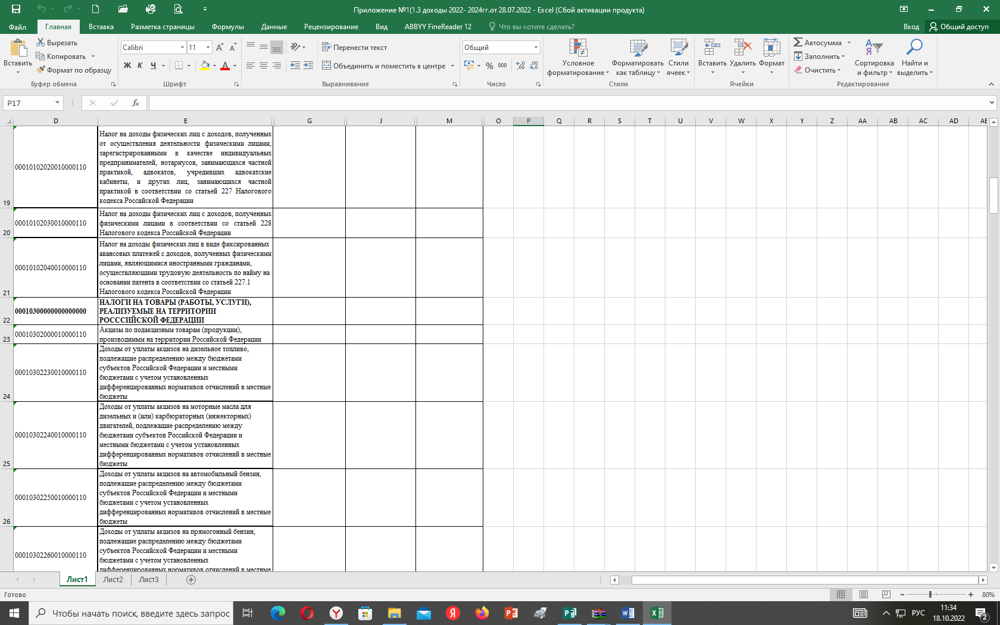 Приложение №1(1.3 доходы 2022- 2024гг.от 28.07.2022 - Excel (Сбой активации продукта)
Файл Главная Вставка Разметка страницы Формулы Данные Рецензирование Вид ABBYY FineReader 12 Что вы хотите сделать? Вход Общий доступ
Вставить
Вырезать
Копировать
Формат по образцу
Буфер обмена
Calibri 11
Ж К Ч А
Шрифт
Перенести текст
Объединить и поместить в центре
Выравнивание
Общий
% 000
Число
Условное форматирование
Форматировать как таблицу
Стили ячеек
Стили
Вставить Удалить Формат
Ячейки
Автосумма
Заполнить
Очистить
Сортировка и фильтр
Найти и выделить
Редактирование
P17 fx
D E G J M O P Q R S T U V W X Y Z AA AB AC AD AE
19 00010102020010000110
Налог на доходы физических лиц с доходов, полученных
от осуществления деятельности физическими лицами,
зарегистрированными в качестве индивидуальных
предпринимателей, нотариусов, занимающихся частной
практикой, адвокатов, учредивших адвокатские
кабинеты, и других лиц, занимающихся частной
практикой в соответствии со статьей 227 Налогового
кодекса Российской Федерации
20 00010102030010000110
Налог на доходы физических лиц с доходов, полученных
физическими лицами в соответствии со статьей 228
Налогового кодекса Российской Федерации
21 00010102040010000110
Налог на доходы физических лиц в виде фиксированных
авансовых платежей с доходов, полученных физическими
лицами, являющимися иностранными гражданами,
осуществляющими трудовую деятельность по найму на
основании патента в соответствии со статьей 227.1
Налогового кодекса Российской Федерации
22 00010300000000000000
НАЛОГИ НА ТОВАРЫ (РАБОТЫ, УСЛУГИ),
РЕАЛИЗУЕМЫЕ НА ТЕРРИТОРИИ
РОСССИЙСКОЙ ФЕДЕРАЦИИ
23 00010302000010000110
Акцизы по подакцизным товарам (продукции),
производимым на территории Российской Федерации
24 00010302230010000110
Доходы от уплаты акцизов на дизельное топливо,
подлежащие распределению между бюджетами
субъектов Российской Федерации и местными
бюджетами с учетом установленных
дифференцированных нормативов отчислений в местные
бюджеты
25 00010302240010000110
Доходы от уплаты акцизов на моторные масла для
дизельных и (или) карбюраторных (инжекторных)
двигателей, подлежащие распределению между
бюджетами субъектов Российской Федерации и
местными бюджетами с учетом установленных
дифференцированных нормативов отчислений в местные
бюджеты
26 00010302250010000110
Доходы от уплаты акцизов на автомобильный бензин,
подлежащие распределению между бюджетами
субъектов Российской Федерации и местными
бюджетами с учетом установленных
дифференцированных нормативов отчислений в местные
бюджеты
00010302260010000110
Доходы от уплаты акцизов на прямогонный бензин,
подлежащие распределению между бюджетами
субъектов Российской Федерации и местными
бюджетами с учетом установленных
дифференцированных нормативов отчислений в местные
Лист1 Лист2 Лист3
Готово 80%
Чтобы начать поиск, введите здесь запрос
РУС 11:34
18.10.2022 2